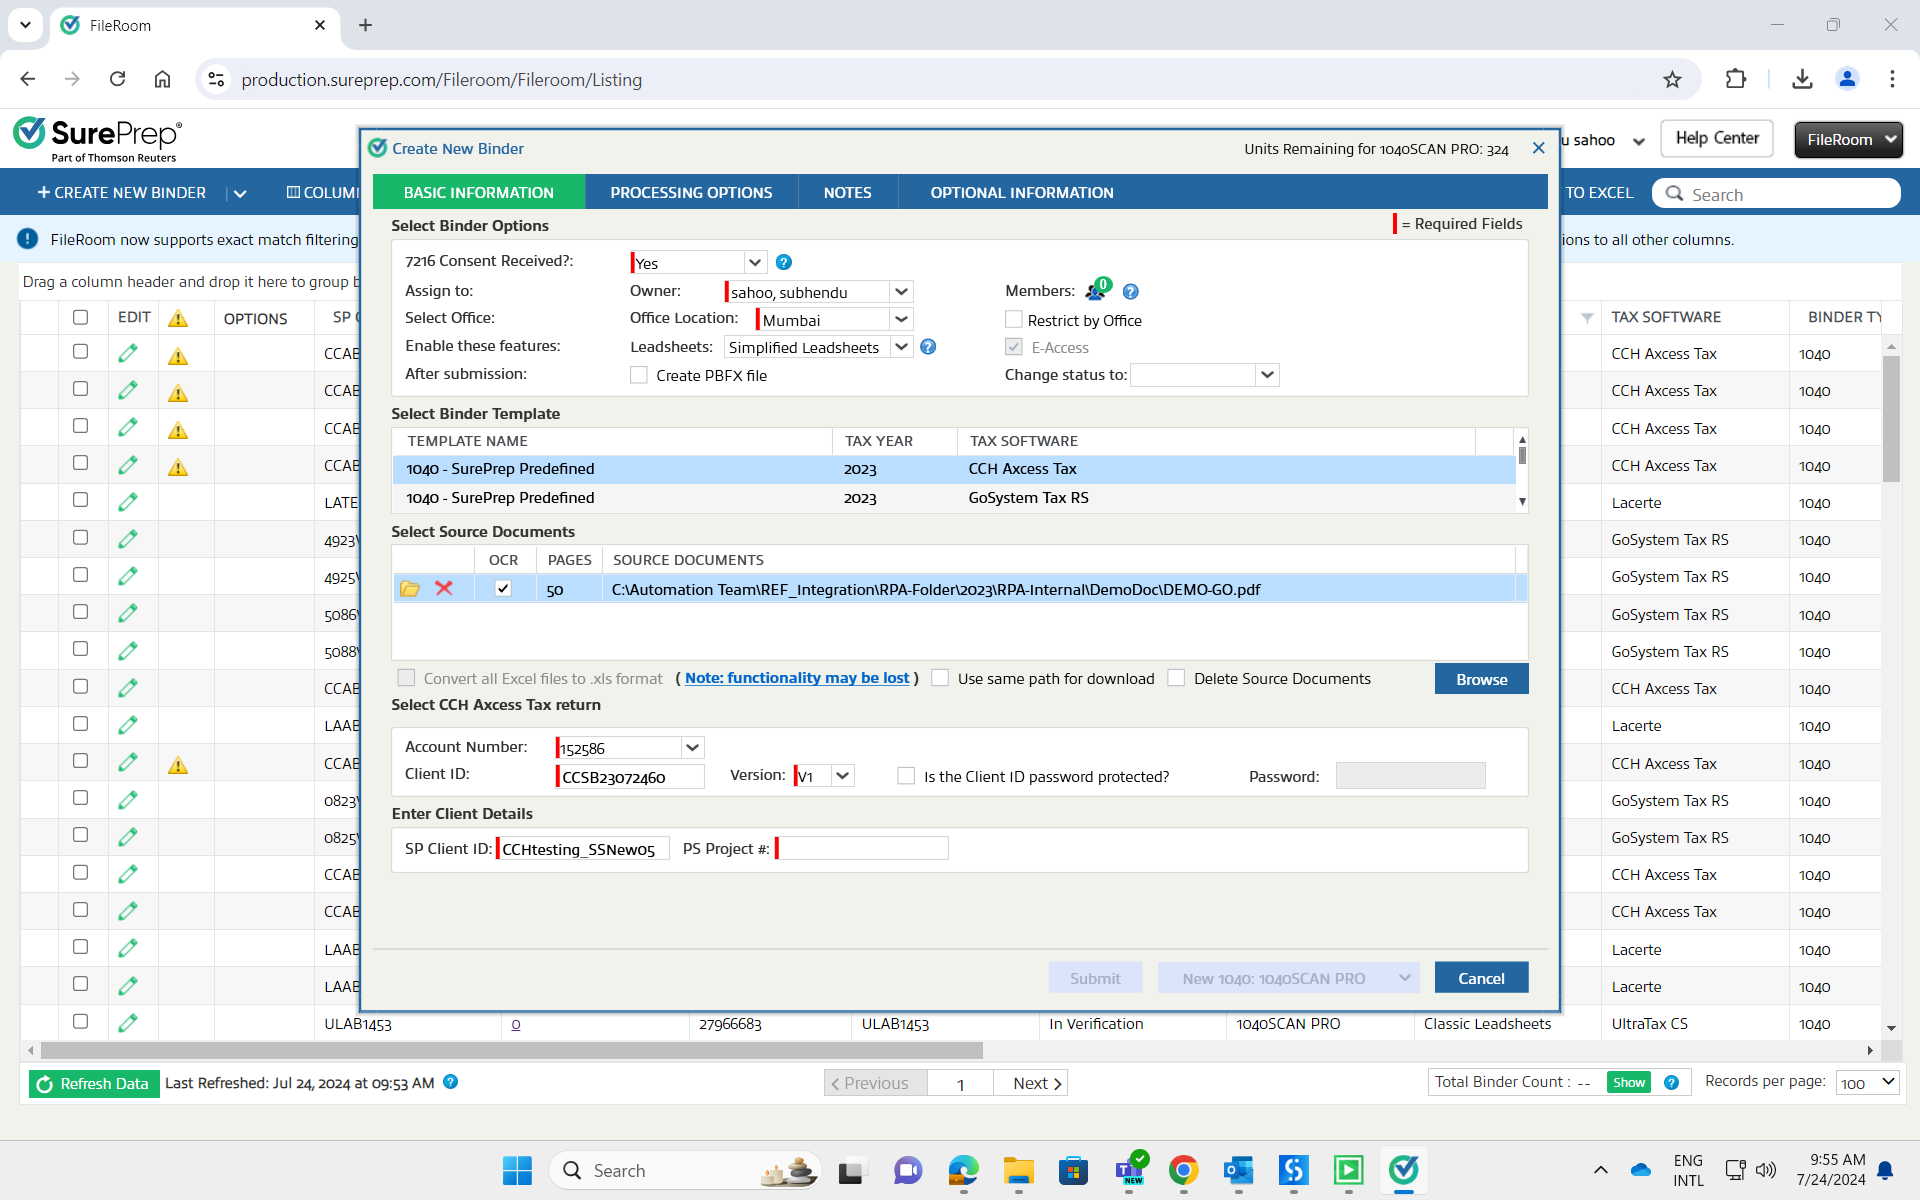 FileRoom
production.sureprep.com/Fileroom/Fileroom/Listing
SurePrep
Part of Thomson Reuters
u sahoo
Help Center
FileRoom
+ CREATE NEW BINDER
COLUM
TO EXCEL
Search
FileRoom now supports exact match filtering
ions to all other columns.
Drag a column header and drop it here to group b
EDIT OPTIONS SP C TAX SOFTWARE BINDER TY
CCAB CCH Axcess Tax 1040
CCAB CCH Axcess Tax 1040
CCAB CCH Axcess Tax 1040
CCAB CCH Axcess Tax 1040
LATE Lacerte 1040
4923\ GoSystem Tax RS 1040
4925\ GoSystem Tax RS 1040
5086\ GoSystem Tax RS 1040
5088\ GoSystem Tax RS 1040
CCAB CCH Axcess Tax 1040
LAAB Lacerte 1040
CCAB CCH Axcess Tax 1040
0823\ GoSystem Tax RS 1040
0825\ GoSystem Tax RS 1040
CCAB CCH Axcess Tax 1040
CCAB CCH Axcess Tax 1040
LAAB Lacerte 1040
LAAB Lacerte 1040
ULAB1453 0 27966683 ULAB1453 In Verification 1040SCAN PRO Classic Leadsheets UltraTax CS 1040
Create New Binder
Units Remaining for 1040SCAN PRO: 324
BASIC INFORMATION PROCESSING OPTIONS NOTES OPTIONAL INFORMATION
Select Binder Options
= Required Fields
7216 Consent Received?: Yes
Assign to: Owner: sahoo, subhendu Members: 0
Select Office: Office Location: Mumbai Restrict by Office
Enable these features: Leadsheets: Simplified Leadsheets E-Access
After submission: Create PBFX file Change status to:
Select Binder Template
TEMPLATE NAME TAX YEAR TAX SOFTWARE
1040 - SurePrep Predefined 2023 CCH Axcess Tax
1040 - SurePrep Predefined 2023 GoSystem Tax RS
Select Source Documents
OCR PAGES SOURCE DOCUMENTS
50 C:\Automation Team\REF_Integration\RPA-Folder\2023\RPA-Internal\DemoDoc\DEMO-GO.pdf
Convert all Excel files to .xls format ( Note: functionality may be lost ) Use same path for download Delete Source Documents Browse
Select CCH Axcess Tax return
Account Number: 152586
Client ID: CCSB23072460 Version: V1 Is the Client ID password protected? Password:
Enter Client Details
SP Client ID: CCHtesting_SSNew05 PS Project #:
Submit New 1040: 1040SCAN PRO Cancel
Refresh Data Last Refreshed: Jul 24, 2024 at 09:53 AM
Previous 1 Next
Total Binder Count : -- Show
Records per page: 100
Search
NEW
ENG
INTL
9:55 AM
7/24/2024